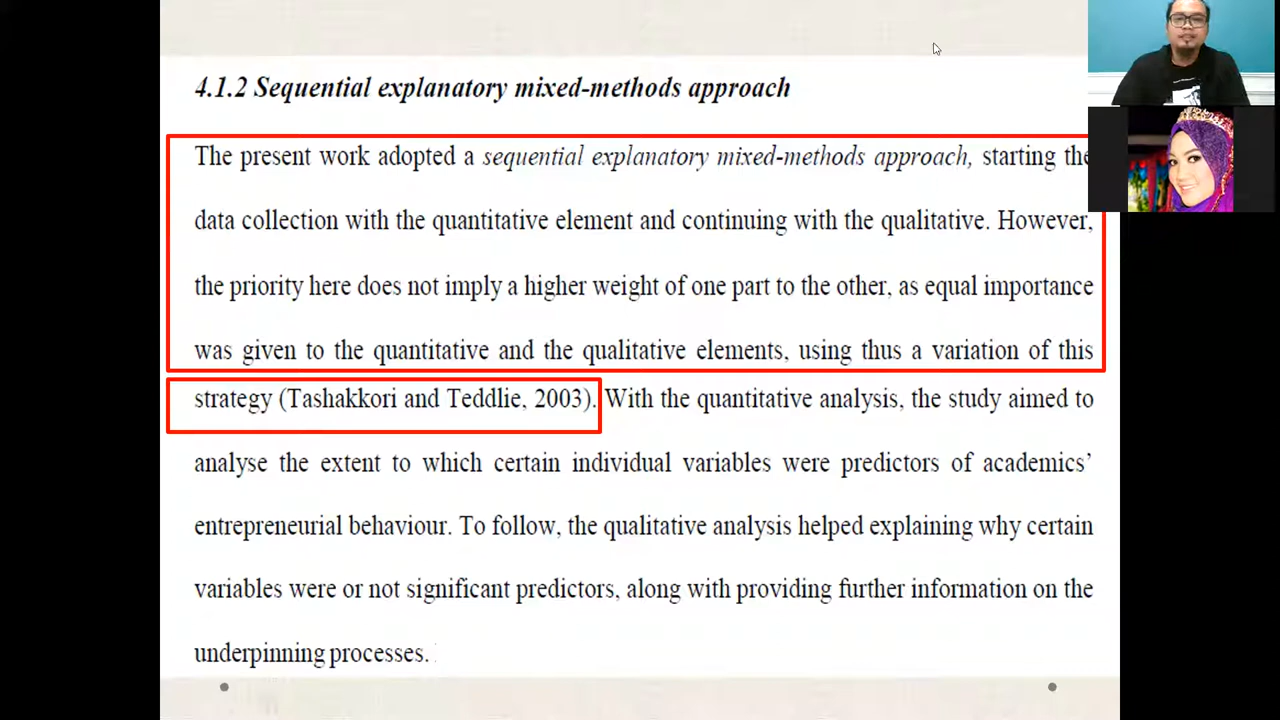 4.1.2 Sequential explanatory mixed-methods approach
The present work adopted a sequential explanatory mixed-methods approach, starting the
data collection with the quantitative element and continuing with the qualitative. However,
the priority here does not imply a higher weight of one part to the other, as equal importance
was given to the quantitative and the qualitative elements, using thus a variation of this
strategy (Tashakkori and Teddlie, 2003). With the quantitative analysis, the study aimed to
analyse the extent to which certain individual variables were predictors of academics’
entrepreneurial behaviour. To follow, the qualitative analysis helped explaining why certain
variables were or not significant predictors, along with providing further information on the
underpinning processes.